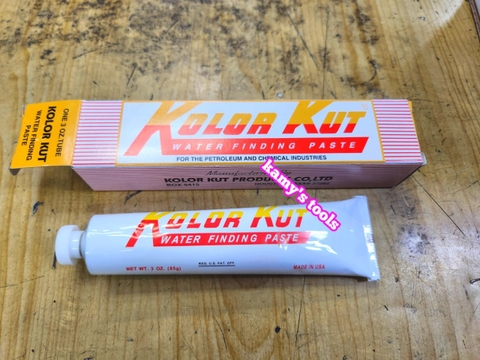 ONE 3 OZ. TUBE
KOLOR KUT
WATER FINDING
PASTE
KOLOR KUT
WATER FINDING PASTE
FOR THE PETROLEUM AND CHEMICAL INDUSTRIES
KOLOR KUT PRODUCTS CO., LTD
kamy's tools
KOLOR KUT
WATER FINDING PASTE
NET WT. 3 OZ. (85g)
REG U.S PAT OFF.
MADE IN USA